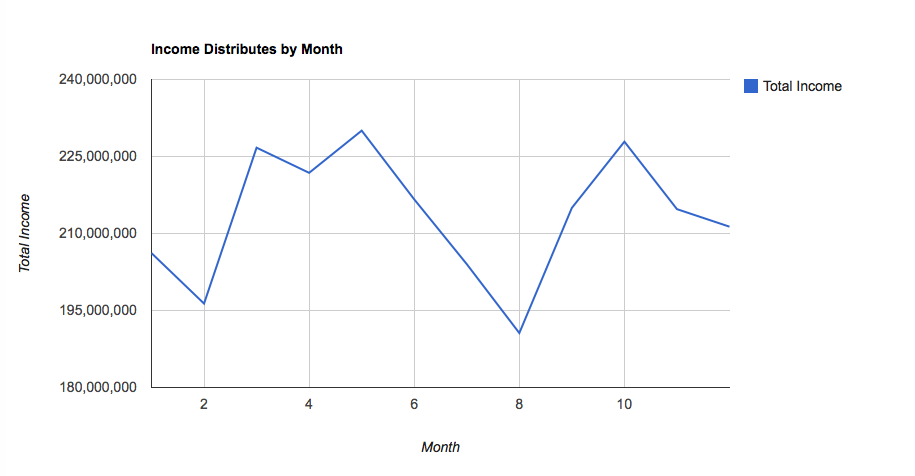 Income Distributes by Month
240,000,000
225,000,000
210,000,000
195,000,000
180,000,000
Total Income
2 4 6 8 10
Month
Total Income